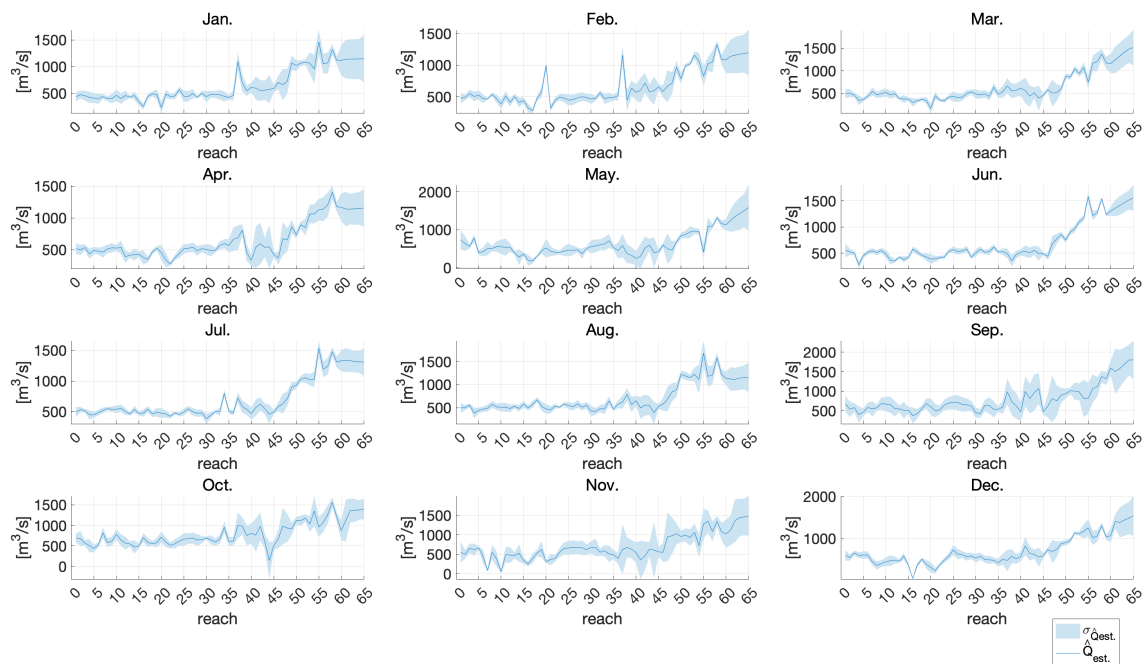 Jan. Feb. Mar.
1500 1500 1500
1000 1000 1000
500 500 500
[m³/s] [m³/s] [m³/s]
0 5 10 15 20 25 30 35 40 45 50 55 60 65 0 5 10 15 20 25 30 35 40 45 50 55 60 65 0 5 10 15 20 25 30 35 40 45 50 55 60 65
reach reach reach
Apr. May. Jun.
1500 2000 1500
1000 1000 1000
500 0 500
[m³/s] [m³/s] [m³/s]
0 5 10 15 20 25 30 35 40 45 50 55 60 65 0 5 10 15 20 25 30 35 40 45 50 55 60 65 0 5 10 15 20 25 30 35 40 45 50 55 60 65
reach reach reach
Jul. Aug. Sep.
1500 1500 2000
1000 1000 1500
500 500 1000
500
[m³/s] [m³/s] [m³/s]
0 5 10 15 20 25 30 35 40 45 50 55 60 65 0 5 10 15 20 25 30 35 40 45 50 55 60 65 0 5 10 15 20 25 30 35 40 45 50 55 60 65
reach reach reach
Oct. Nov. Dec.
1500 1500 2000
1000 1000 1000
500 500
0 0
[m³/s] [m³/s] [m³/s]
0 5 10 15 20 25 30 35 40 45 50 55 60 65 0 5 10 15 20 25 30 35 40 45 50 55 60 65 0 5 10 15 20 25 30 35 40 45 50 55 60 65
reach reach reach
σQ̂est.
Q̂est.